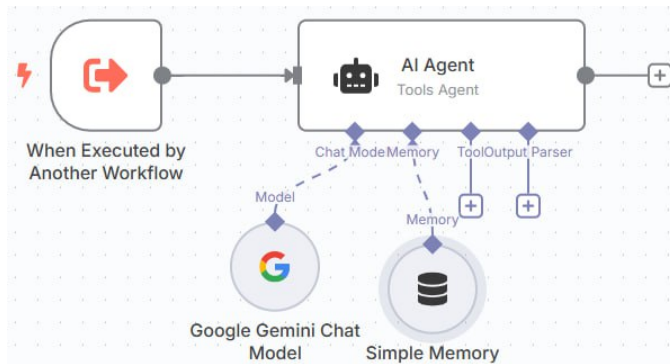 AI Agent
Tools Agent
When Executed by
Another Workflow
Chat Mode
Memory
Tool
Output Parser
Model
Memory
Google Gemini Chat
Model
Simple Memory